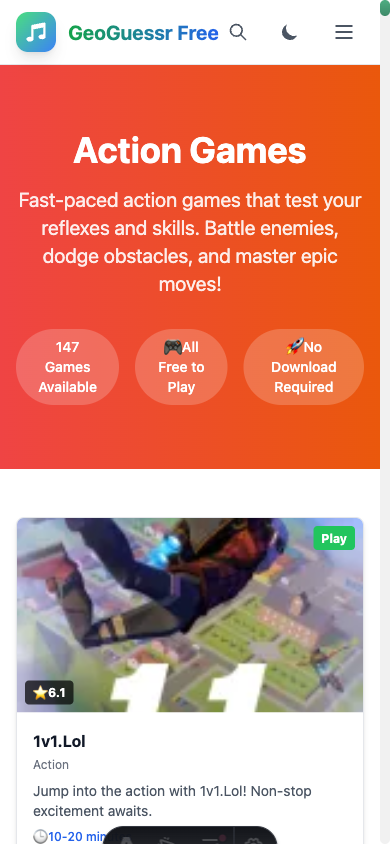 GeoGuessr Free
Action Games
Fast-paced action games that test your
reflexes and skills. Battle enemies,
dodge obstacles, and master epic
moves!
147
Games
Available
🎮All
Free to
Play
🚀No
Download
Required
Play
⭐6.1
11
1v1.Lol
Action
Jump into the action with 1v1.Lol! Non-stop
excitement awaits.
🕒10-20 min